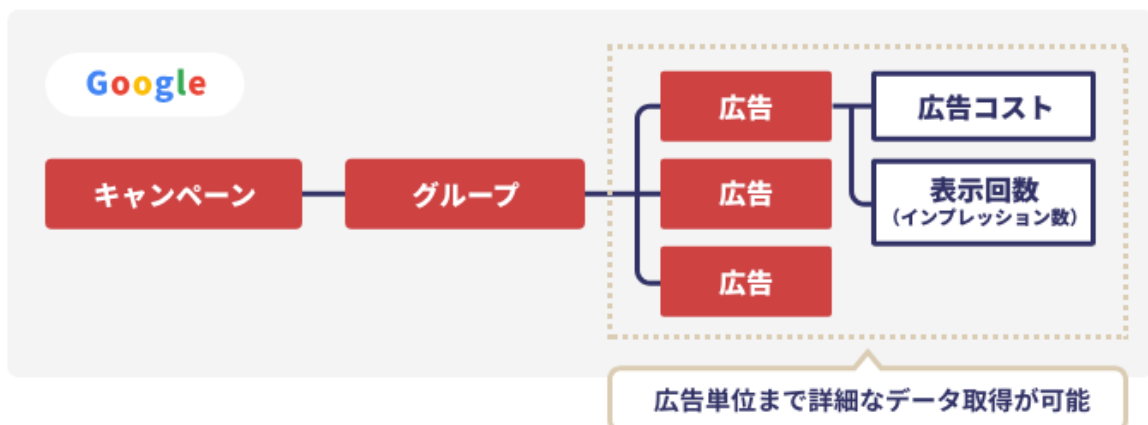 Google
キャンペーン
グループ
広告
広告
広告
広告コスト
表示回数
（インプレッション数）
広告単位まで詳細なデータ取得が可能